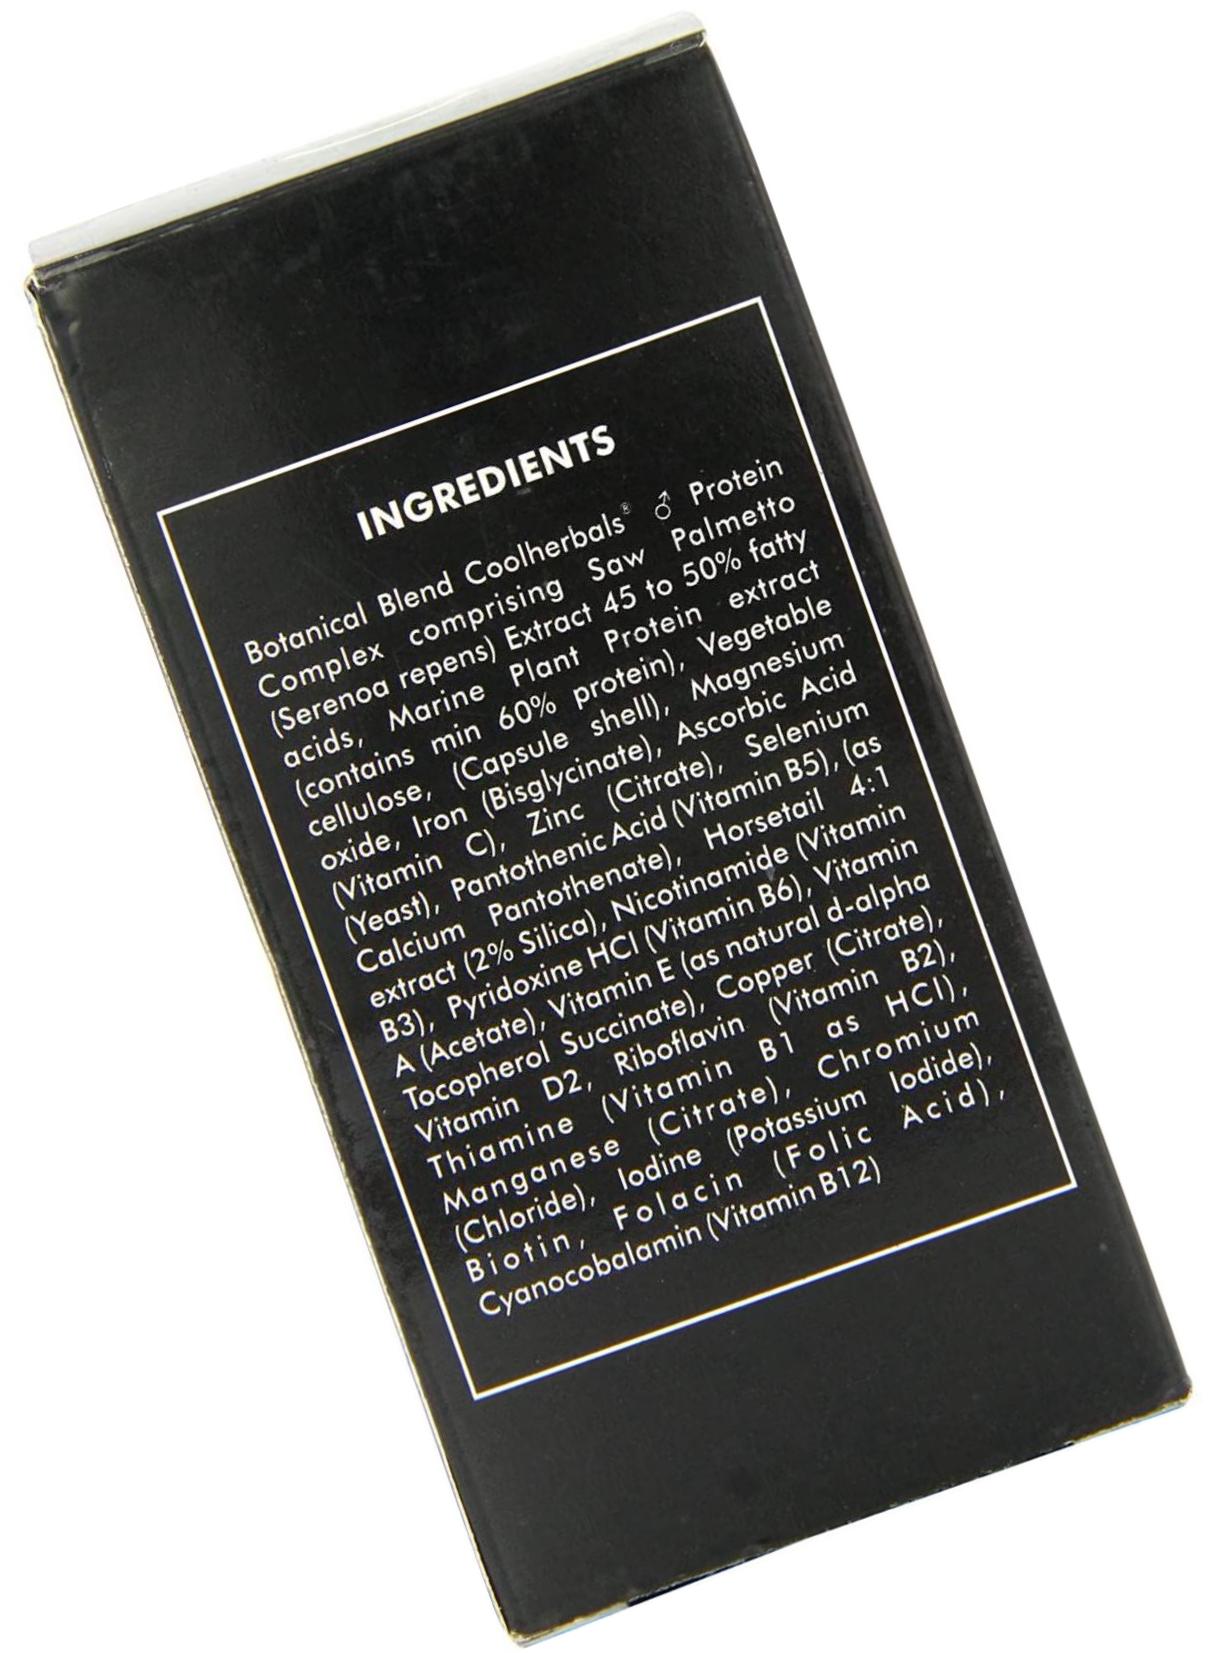 INGREDIENTS
Botanical Blend Coolherbals® ♂ Protein
Complex comprising Saw Palmetto
(Serenoa repens) Extract 45 to 50% fatty
acids, Marine Plant Protein extract
(contains min 60% protein), Vegetable
cellulose, (Capsule shell), Magnesium
oxide, Iron (Bisglycinate), Ascorbic Acid
(Vitamin C), Zinc (Citrate), Selenium
(Yeast), Pantothenic Acid (Vitamin B5), (as
Calcium Pantothenate), Horsetail 4:1
extract (2% Silica), Nicotinamide (Vitamin
B3), Pyridoxine HCl (Vitamin B6), Vitamin
A (Acetate), Vitamin E (as natural d-alpha
Tocopherol Succinate), Copper (Citrate),
Vitamin D2, Riboflavin (Vitamin B2),
Thiamine (Vitamin B1 as HCl),
Manganese (Citrate), Chromium
(Chloride), Iodine (Potassium Iodide),
Biotin, Folacin (Folic Acid),
Cyanocobalamin (Vitamin B12)